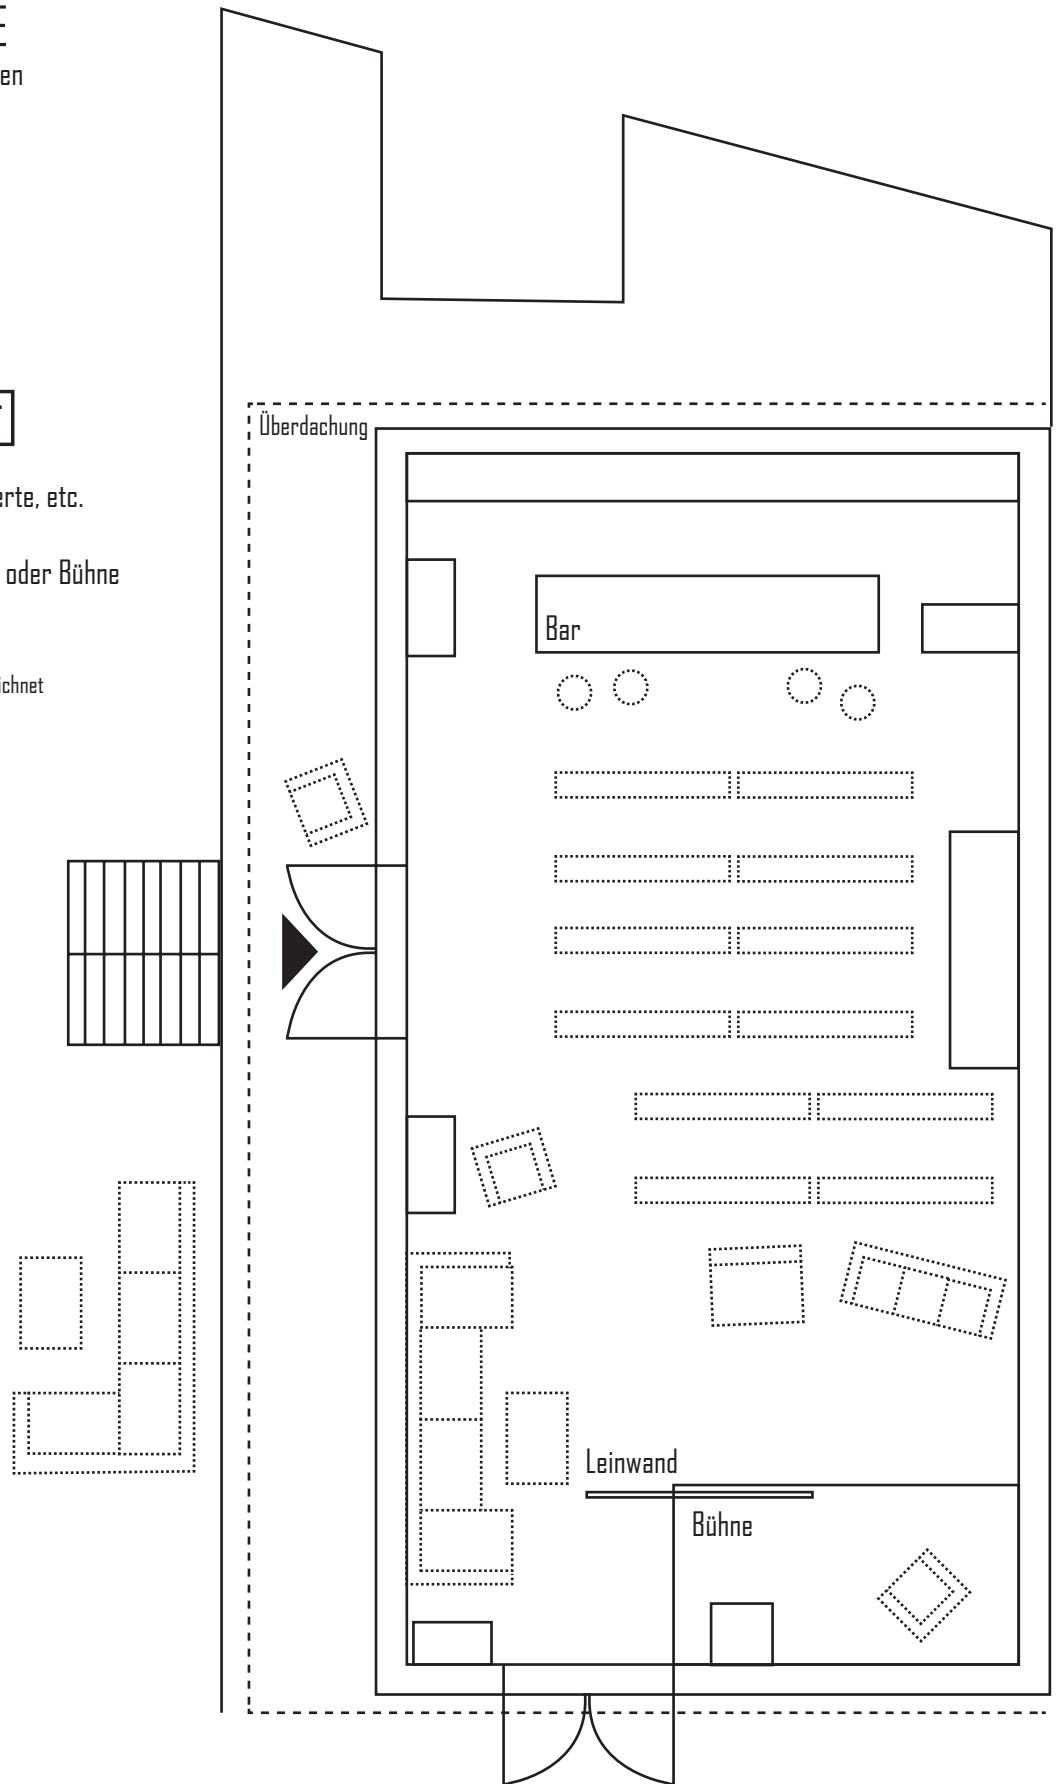 en
erte, etc.
oder Bühne
ichnet
Überdachung
Bar
Leinwand
Bühne